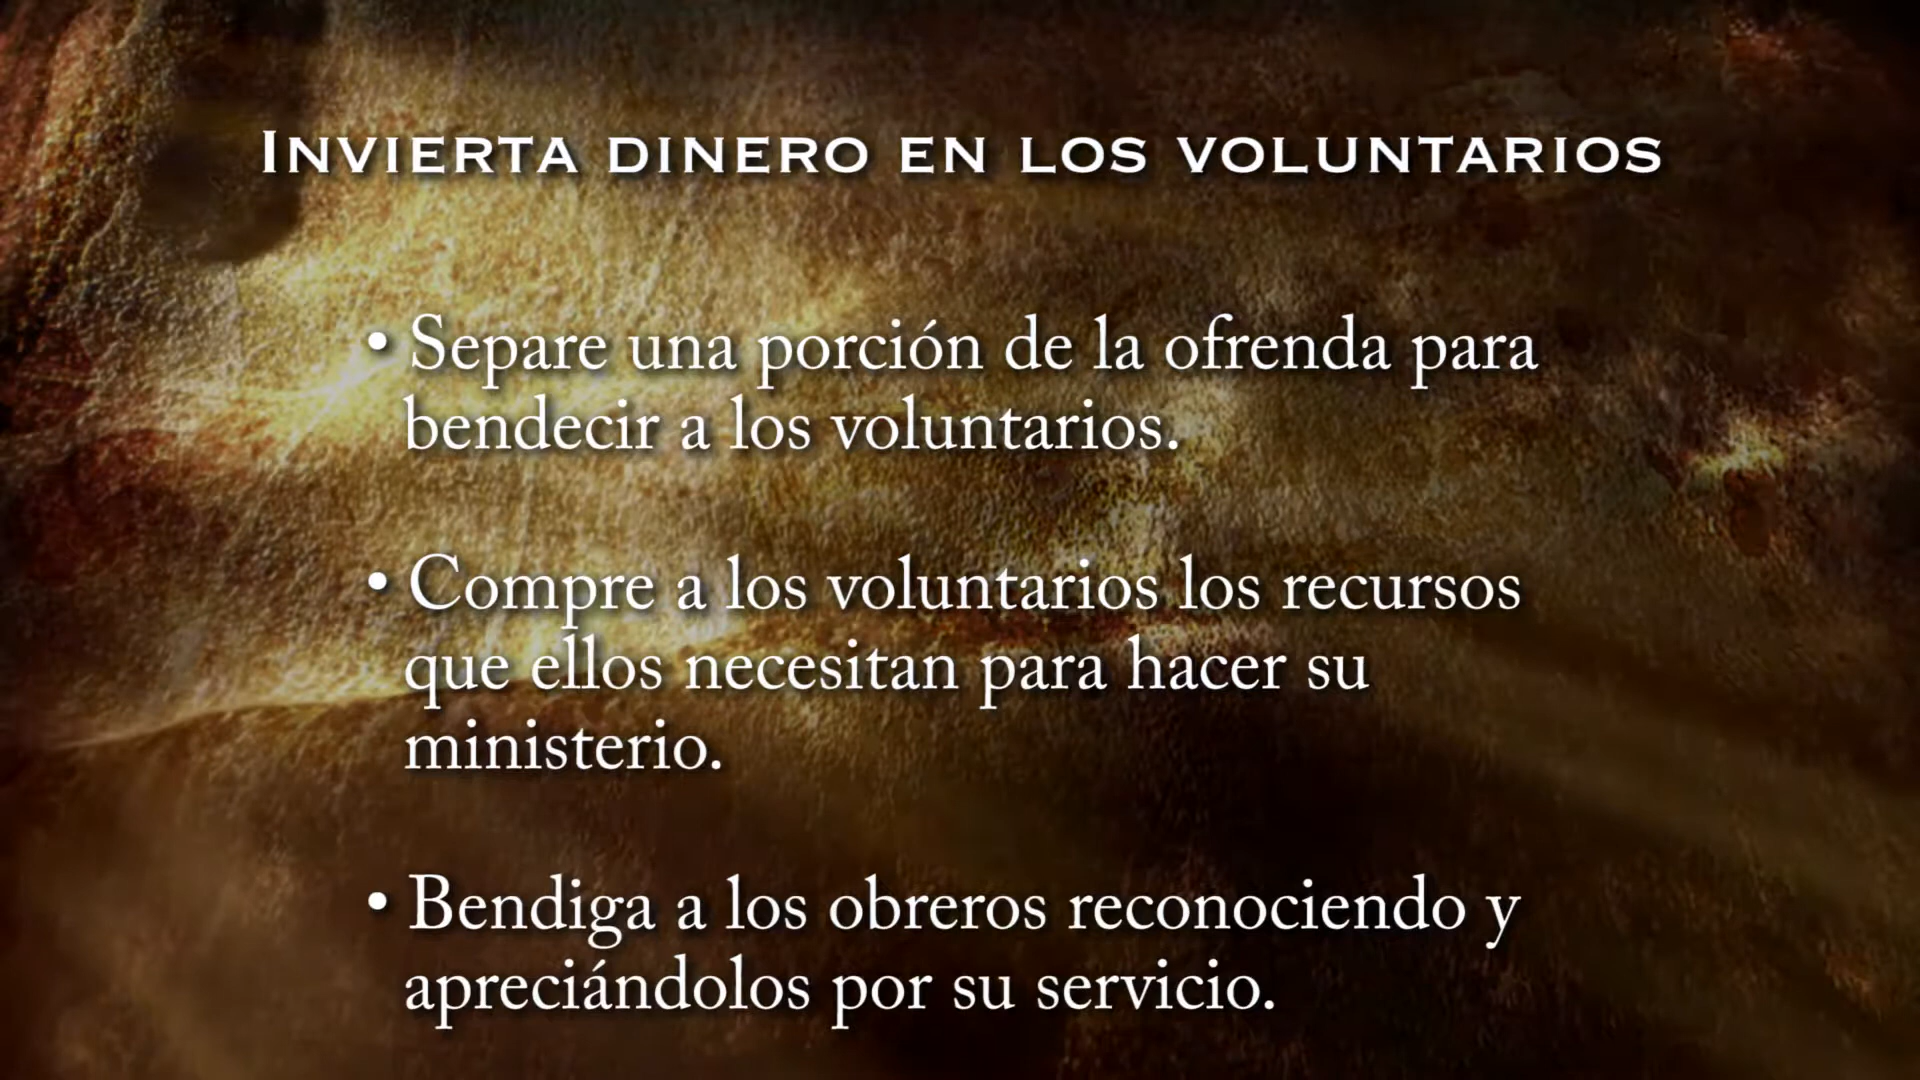 Invierta dinero en los voluntarios
• Separe una porción de la ofrenda para
bendecir a los voluntarios.
• Compre a los voluntarios los recursos
que ellos necesitan para hacer su
ministerio.
• Bendiga a los obreros reconociendo y
apreciándolos por su servicio.